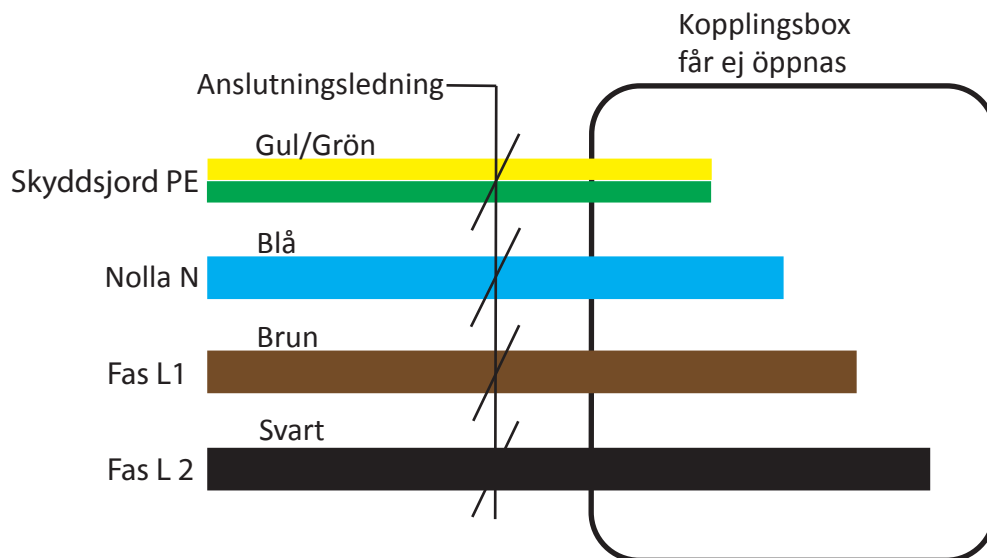 Kopplingsbox
får ej öppnas
Anslutningsledning
Gul/Grön
Skyddsjord PE
Blå
Nolla N
Brun
Fas L1
Svart
Fas L 2